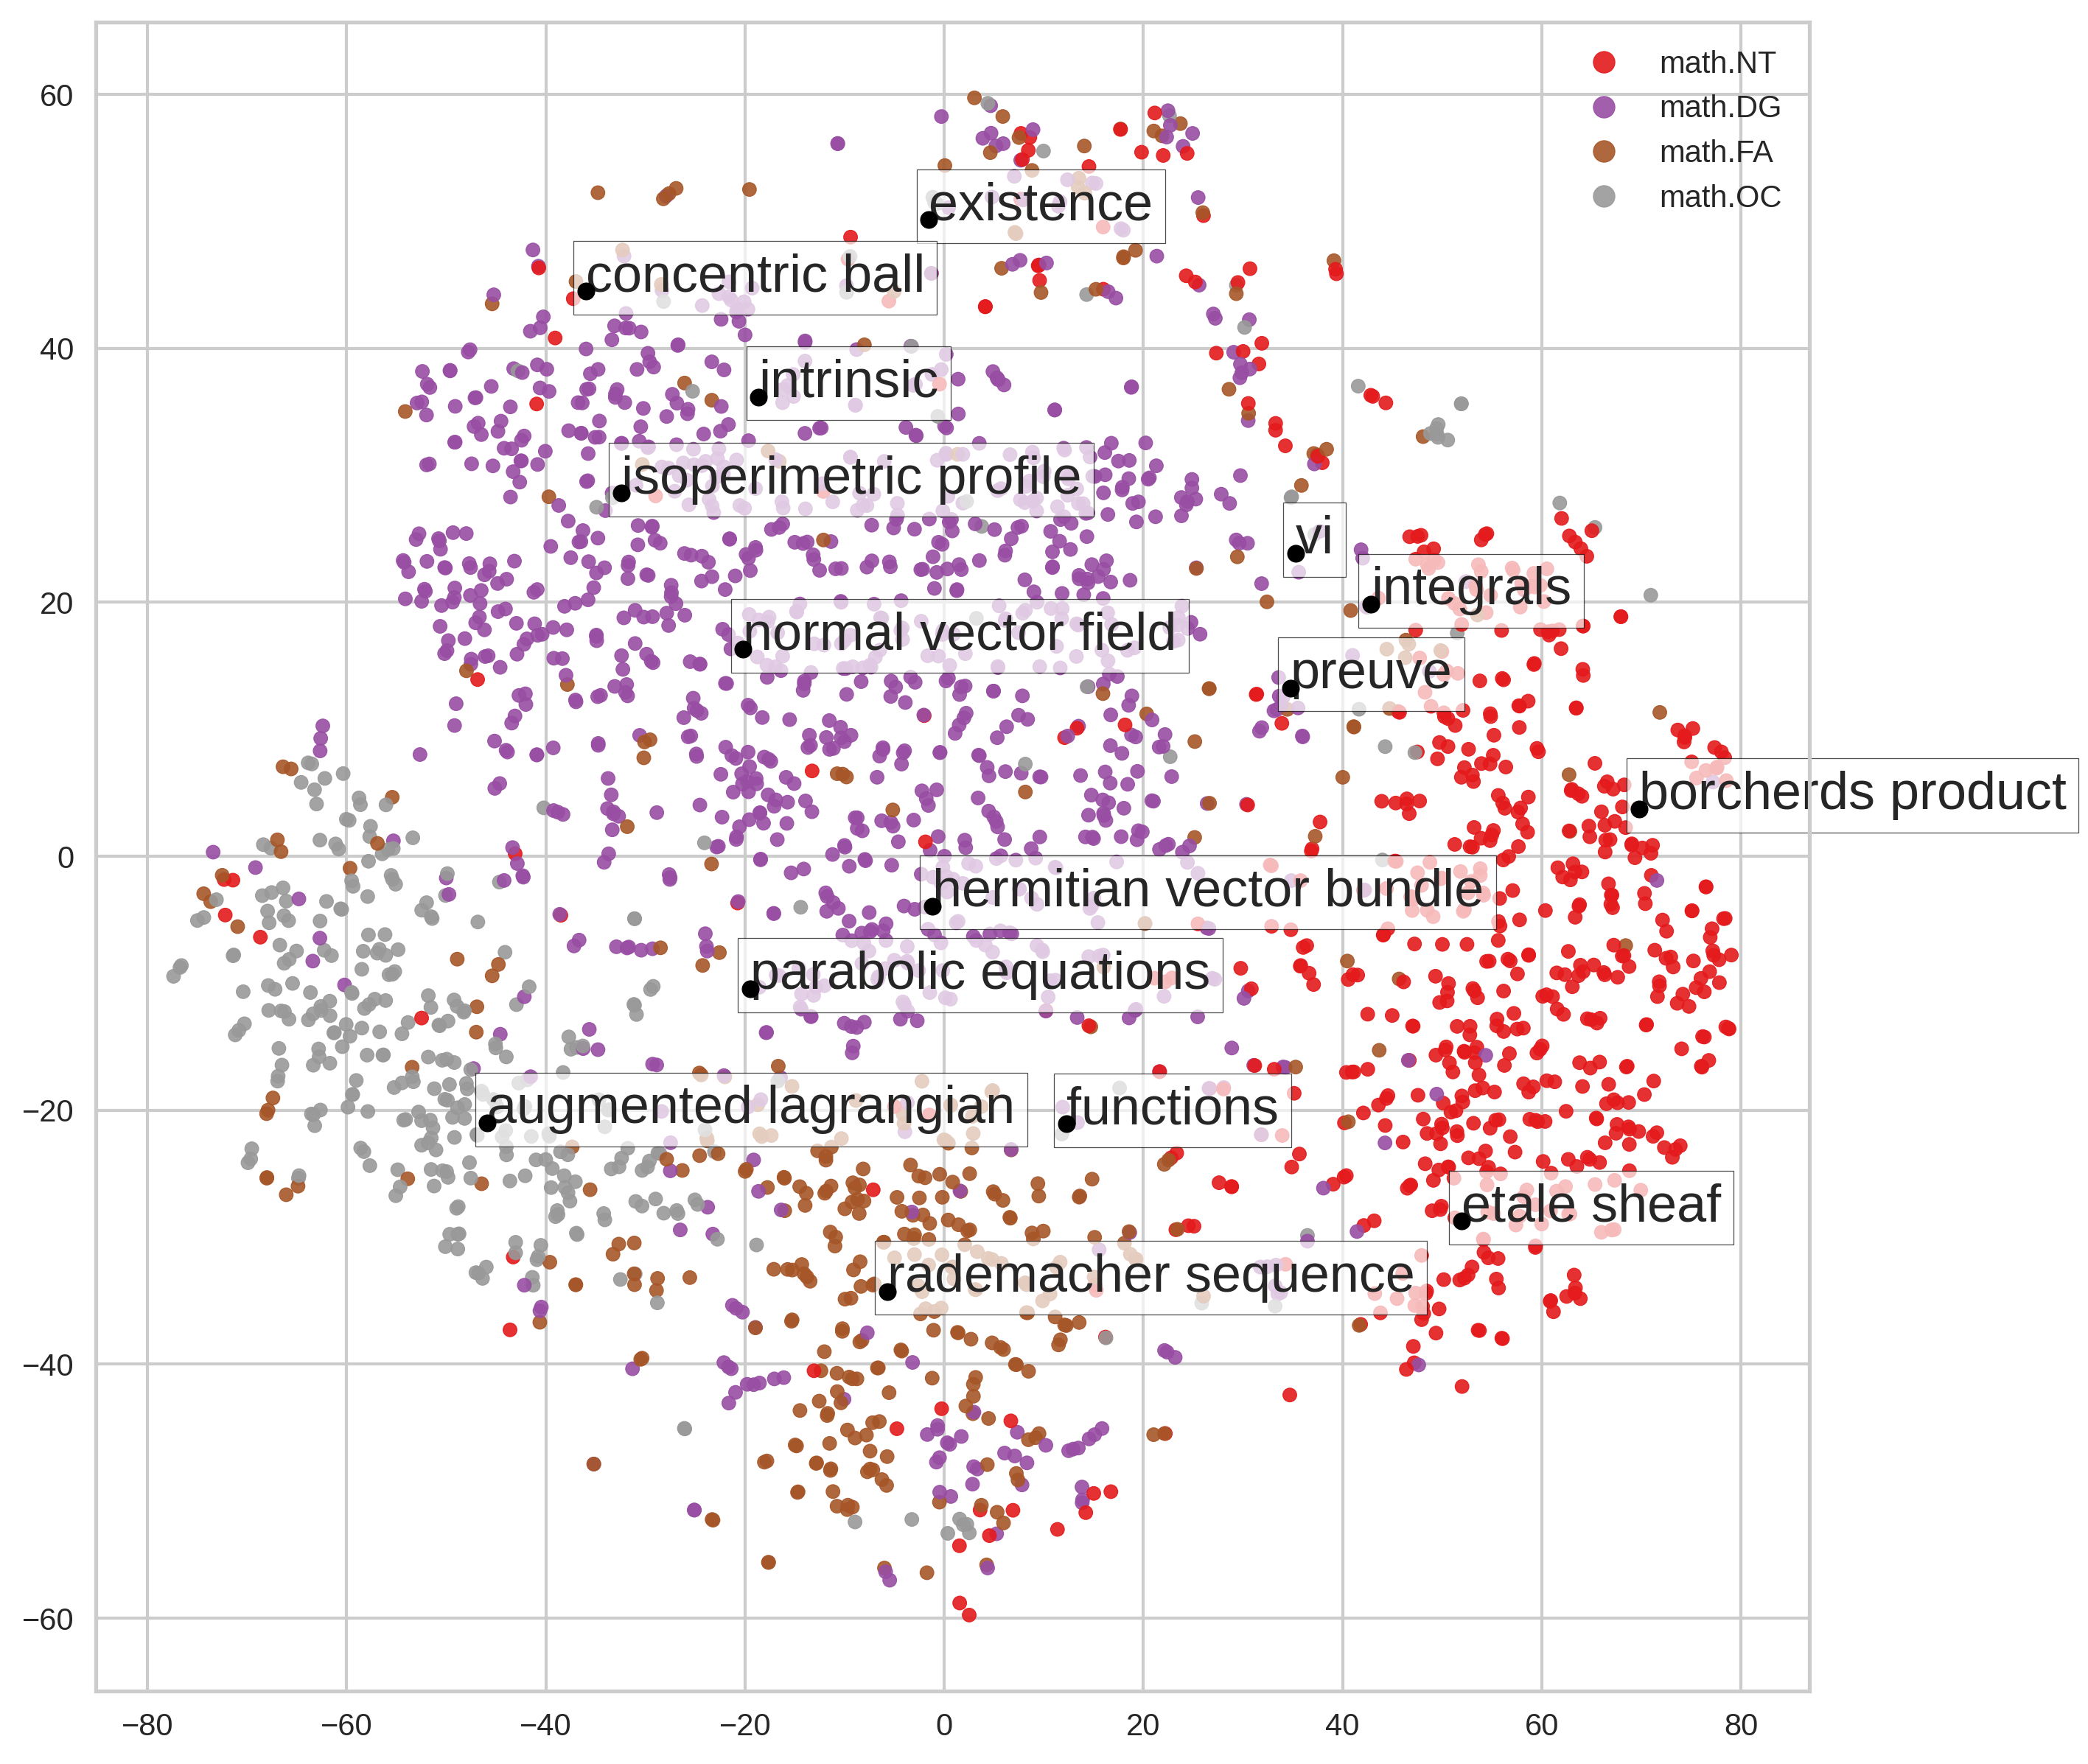 math.NT
math.DG
math.FA
math.OC
existence
concentric ball
intrinsic
isoperimetric profile
vi
integrals
normal vector field
preuve
borcherds product
hermitian vector bundle
parabolic equations
augmented lagrangian
functions
etale sheaf
rademacher sequence
60
40
20
0
−20
−40
−60
−80 −60 −40 −20 0 20 40 60 80